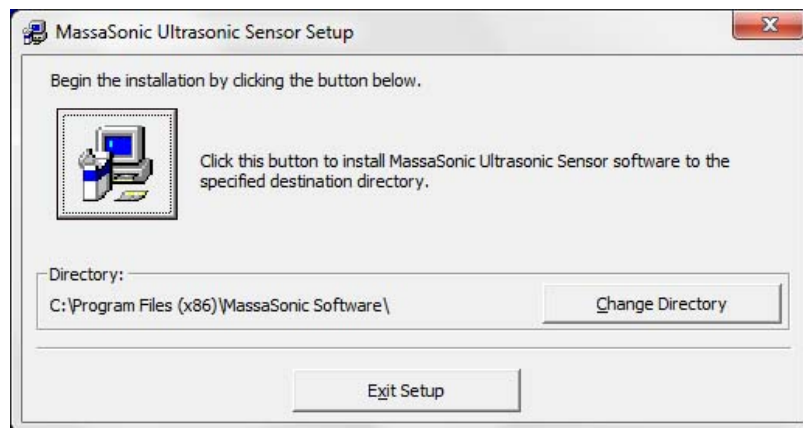 MassaSonic Ultrasonic Sensor Setup
Begin the installation by clicking the button below.
Click this button to install MassaSonic Ultrasonic Sensor software to the
specified destination directory.
Directory:
C:\Program Files (x86)\MassaSonic Software\
Change Directory
Exit Setup